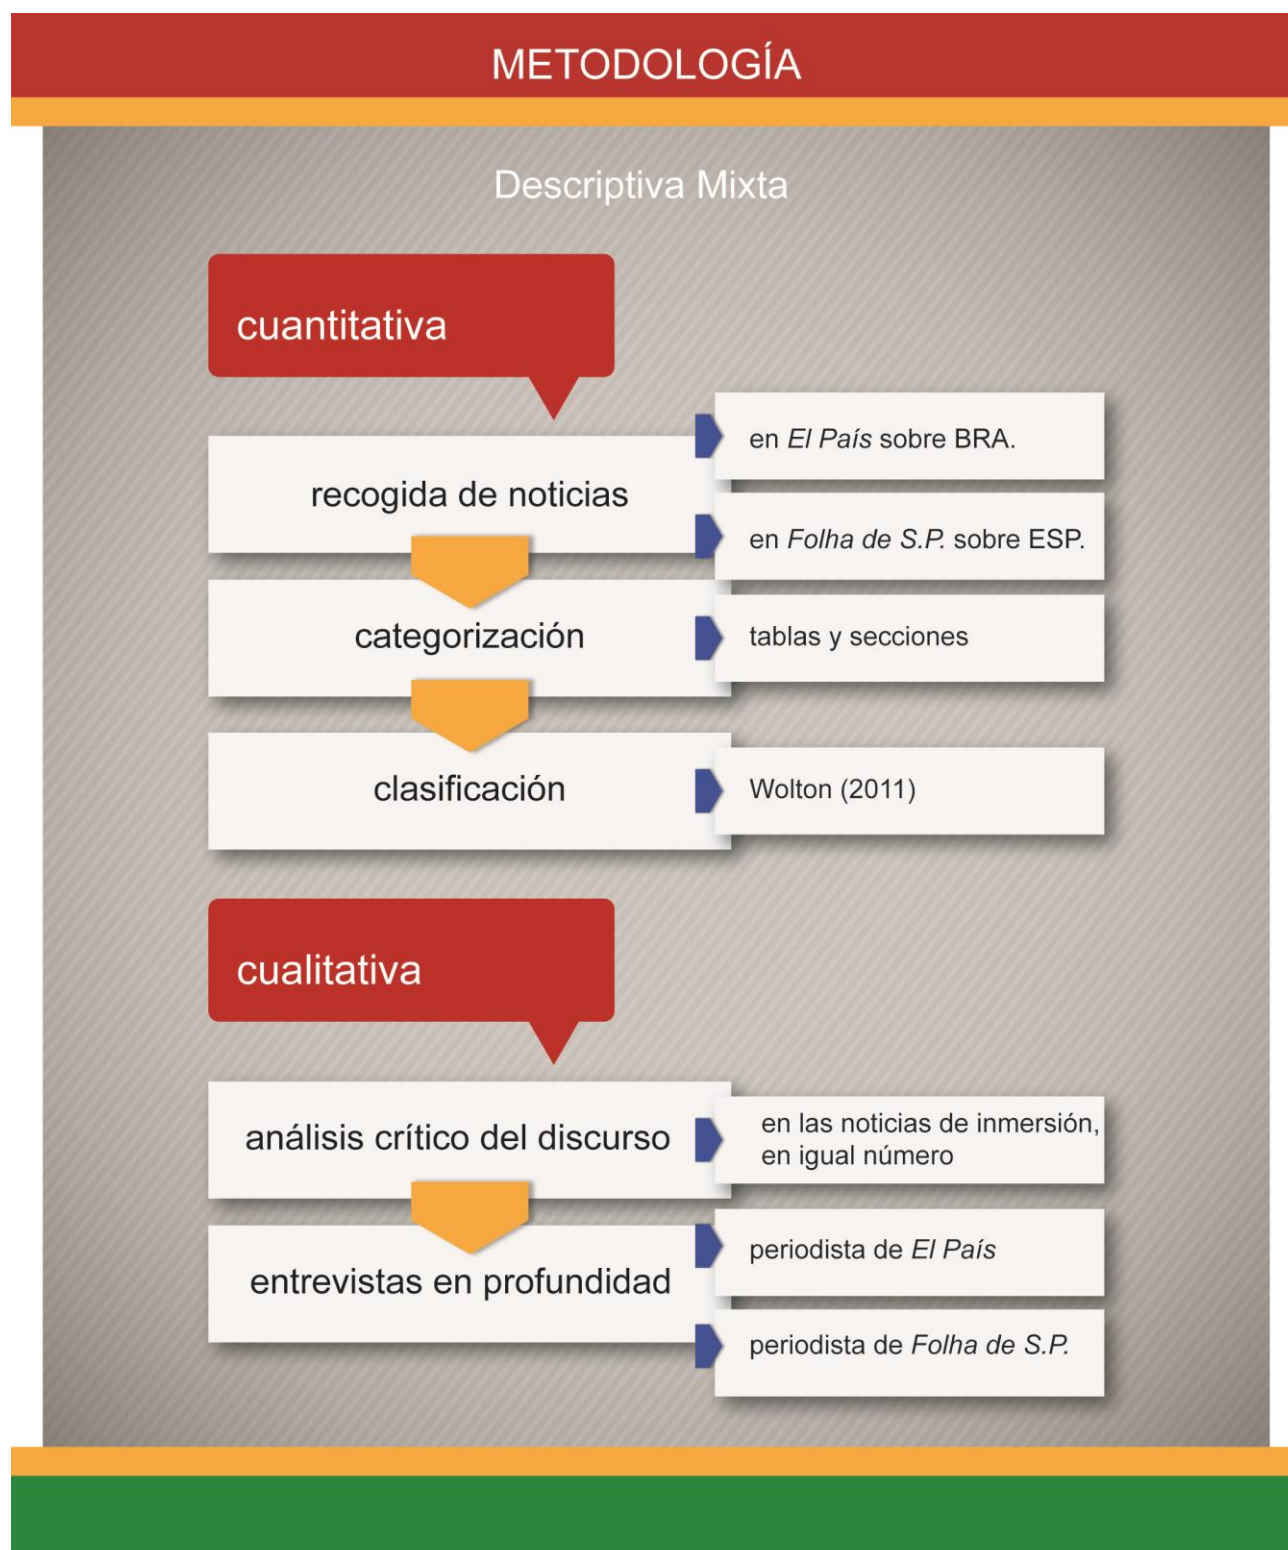 METODOLOGÍA
Descriptiva Mixta
cuantitativa
recogida de noticias
en El País sobre BRA.
en Folha de S.P. sobre ESP.
categorización
tablas y secciones
clasificación
Wolton (2011)
cualitativa
análisis crítico del discurso
en las noticias de inmersión,
en igual número
entrevistas en profundidad
periodista de El País
periodista de Folha de S.P.